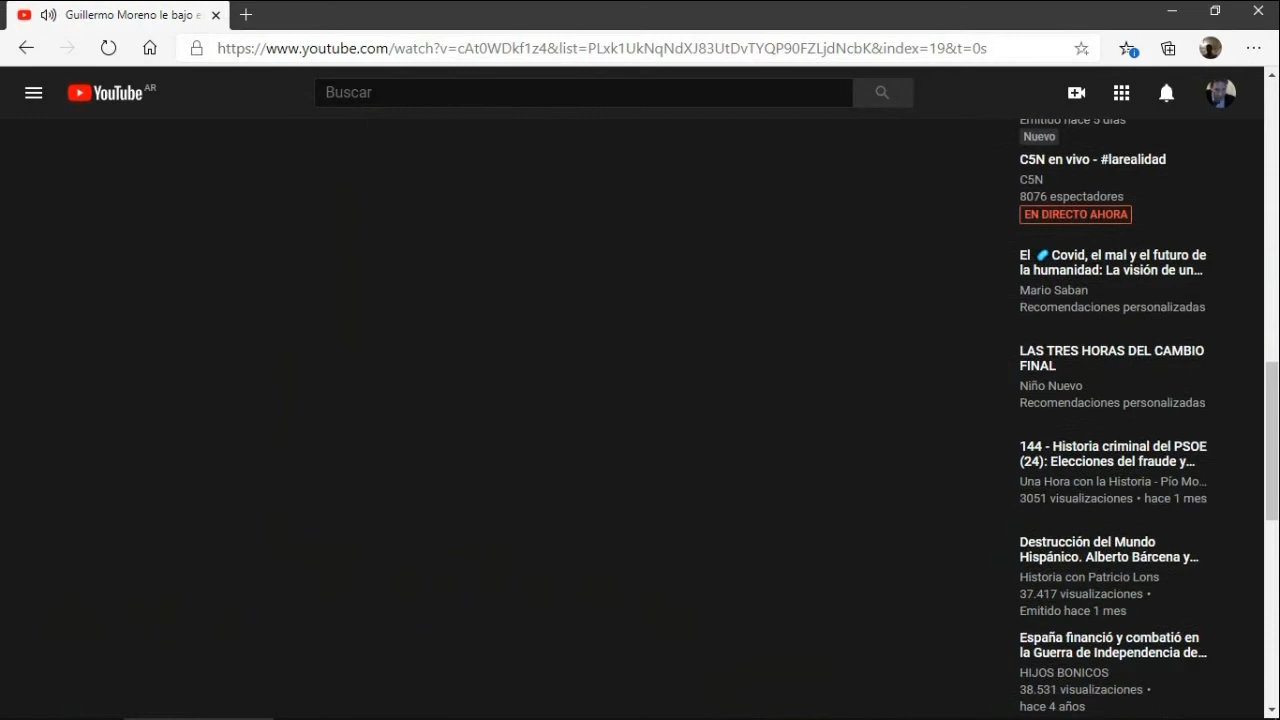 Guillermo Moreno le bajo e
https://www.youtube.com/watch?v=cAt0WDkf1z4&list=PLxk1UkNqNdXJ83UtDvTYQP90FZLjdNcbK&index=19&t=0s
YouTube AR
Buscar
Emitido hace 5 días
Nuevo
C5N en vivo - #larealidad
C5N
8076 espectadores
EN DIRECTO AHORA
El Covid, el mal y el futuro de
la humanidad: La visión de un...
Mario Saban
Recomendaciones personalizadas
LAS TRES HORAS DEL CAMBIO
FINAL
Niño Nuevo
Recomendaciones personalizadas
144 - Historia criminal del PSOE
(24): Elecciones del fraude y...
Una Hora con la Historia - Pío Mo...
3051 visualizaciones • hace 1 mes
Destrucción del Mundo
Hispánico. Alberto Bárcena y...
Historia con Patricio Lons
37.417 visualizaciones •
Emitido hace 1 mes
España financió y combatió en
la Guerra de Independencia de...
HIJOS BONICOS
38.531 visualizaciones •
hace 4 años